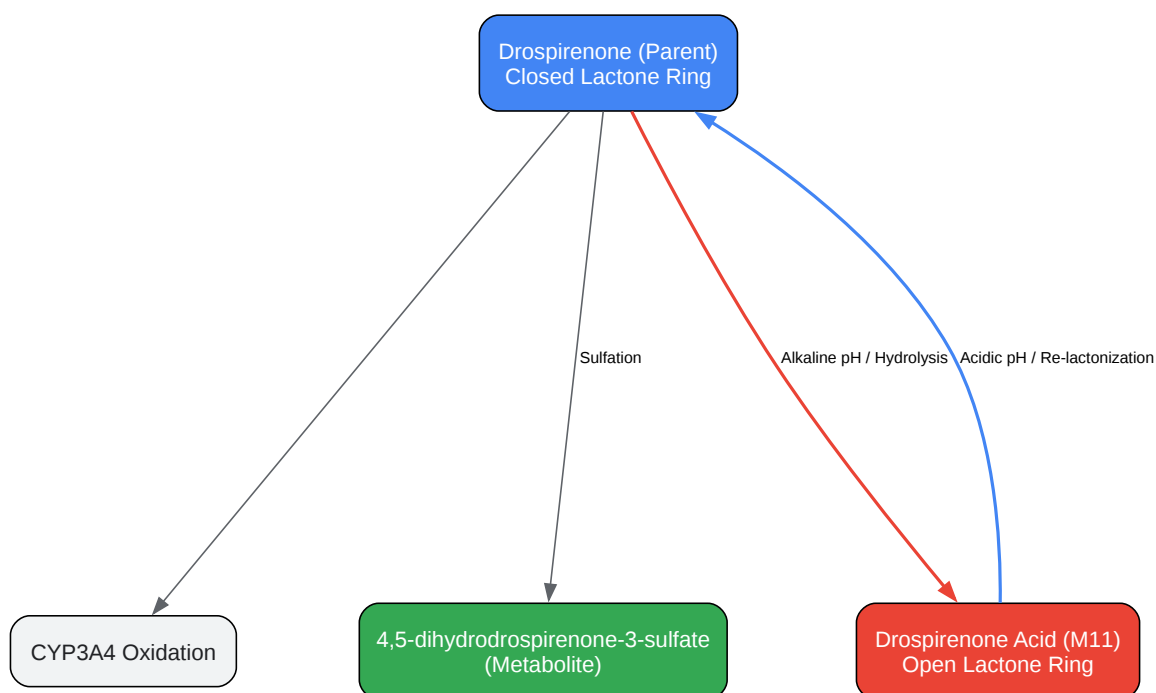 Drospirenone (Parent)
Closed Lactone Ring
Sulfation
Alkaline pH / Hydrolysis
Acidic pH / Re-lactonization
CYP3A4 Oxidation
4,5-dihydrodrospirenone-3-sulfate
(Metabolite)
Drospirenone Acid (M11)
Open Lactone Ring